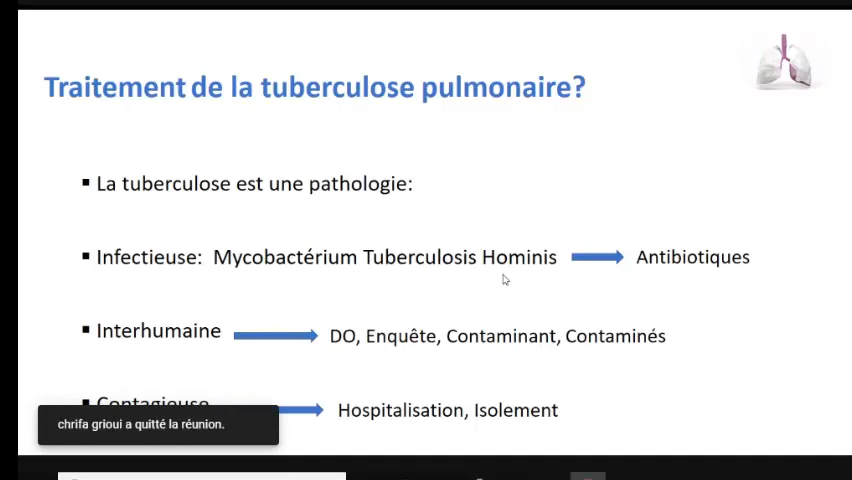 Traitement de la tuberculose pulmonaire?
▪ La tuberculose est une pathologie:
▪ Infectieuse: Mycobactérium Tuberculosis Hominis → Antibiotiques
▪ Interhumaine → DO, Enquête, Contaminant, Contaminés
▪ Contagieuse → Hospitalisation, Isolement
chrifa grioui a quitté la réunion.